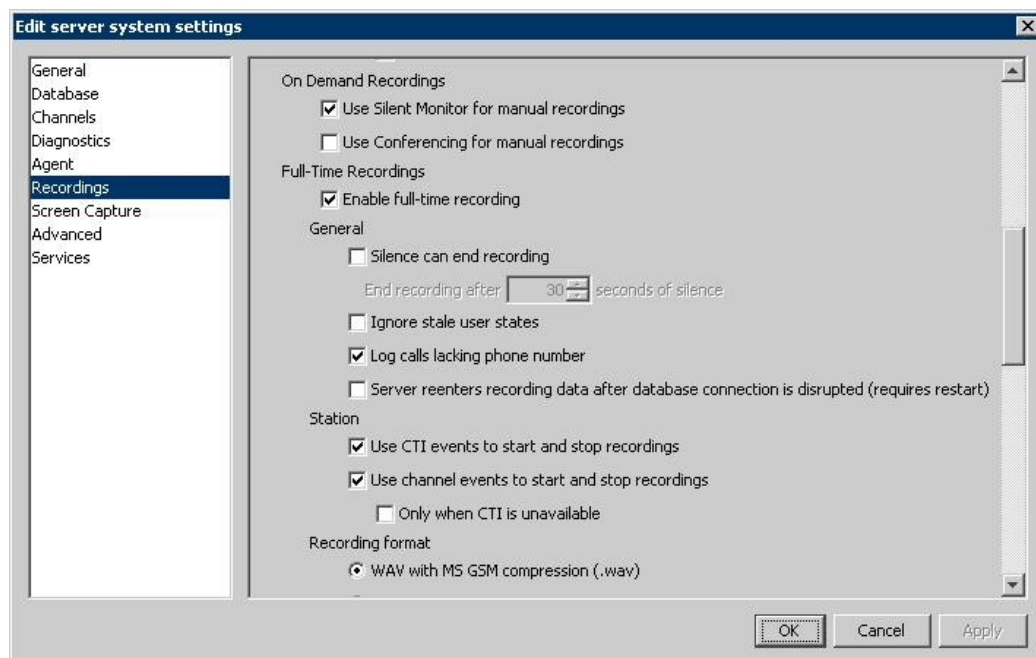 Edit server system settings
General
Database
Channels
Diagnostics
Agent
Recordings
Screen Capture
Advanced
Services
On Demand Recordings
Use Silent Monitor for manual recordings
Use Conferencing for manual recordings
Full-Time Recordings
Enable full-time recording
General
Silence can end recording
End recording after 30 seconds of silence
Ignore stale user states
Log calls lacking phone number
Server reenters recording data after database connection is disrupted (requires restart)
Station
Use CTI events to start and stop recordings
Use channel events to start and stop recordings
Only when CTI is unavailable
Recording format
WAV with MS GSM compression (.wav)
OK Cancel Apply